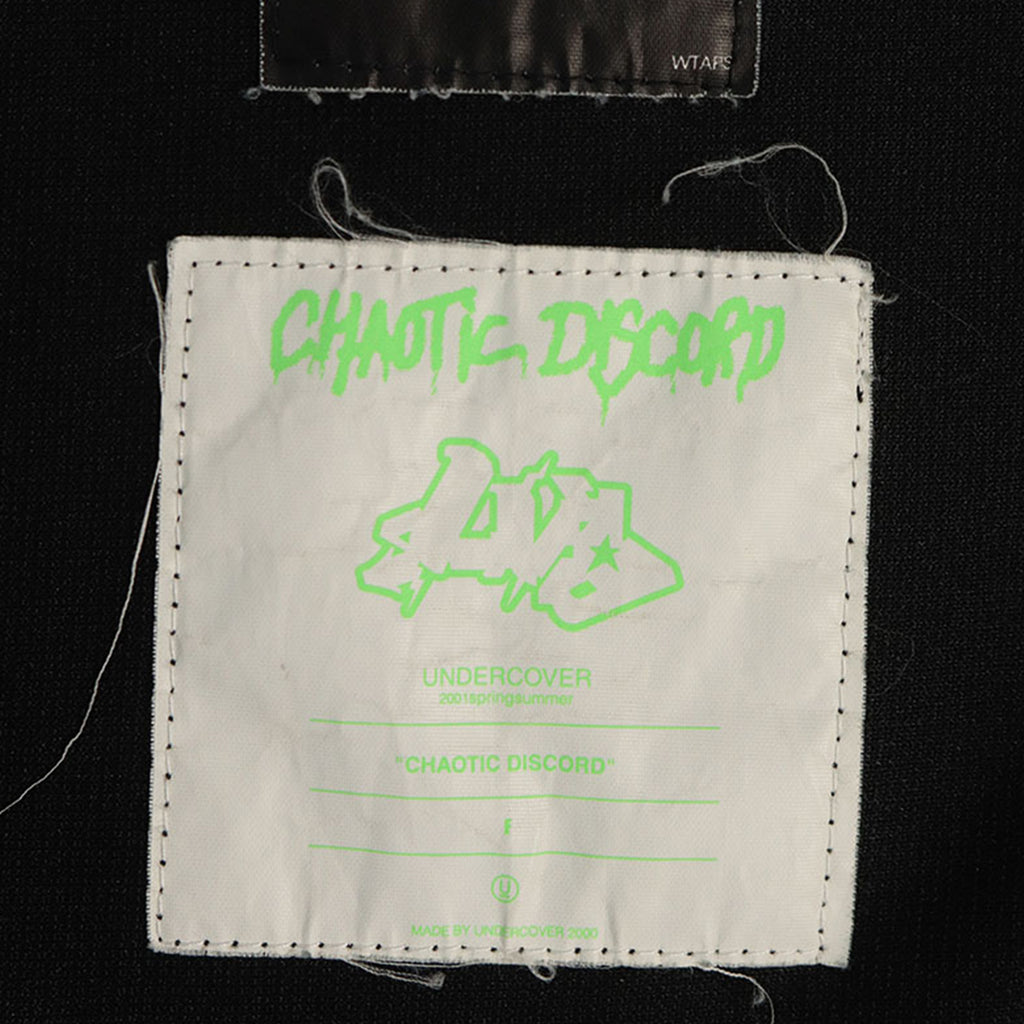 WTAPS
CHAOTIC DISCORD
UNDERCOVER
2001springsummer
"CHAOTIC DISCORD"
F
U
MADE BY UNDERCOVER 2000